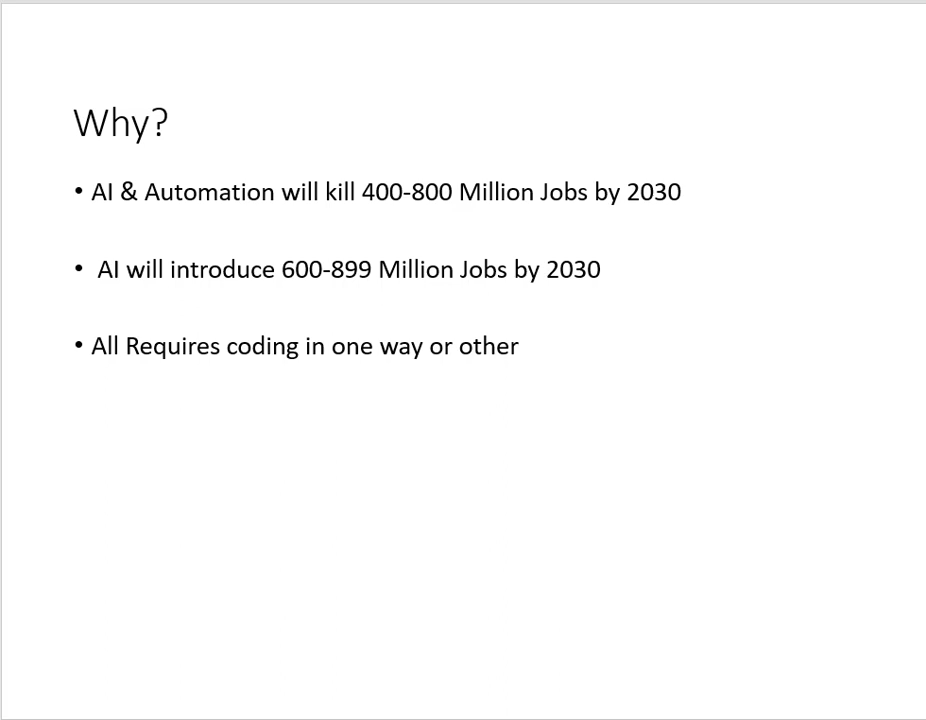 Why?
• AI & Automation will kill 400-800 Million Jobs by 2030
• AI will introduce 600-899 Million Jobs by 2030
• All Requires coding in one way or other